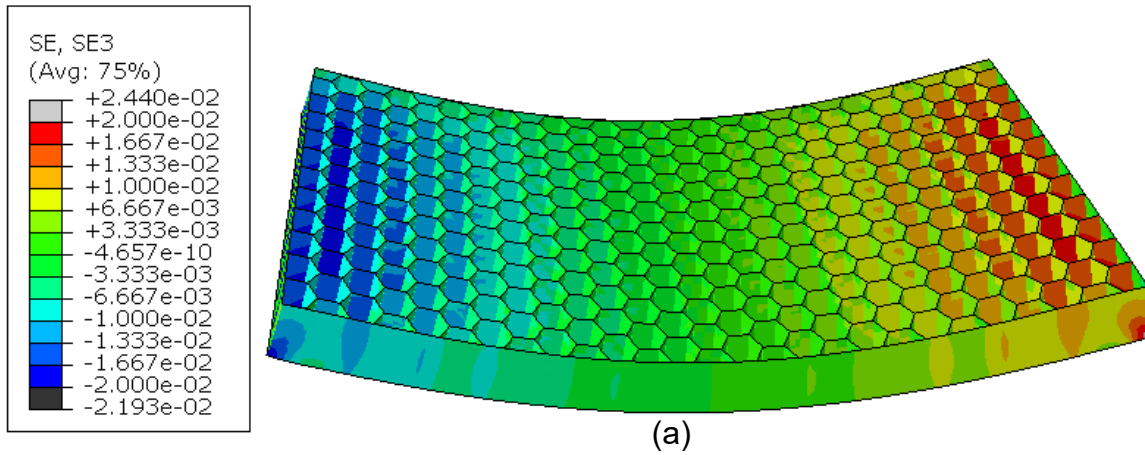 SE, SE3
(Avg: 75%)
+2.440e-02
+2.000e-02
+1.667e-02
+1.333e-02
+1.000e-02
+6.667e-03
+3.333e-03
-4.657e-10
-3.333e-03
-6.667e-03
-1.000e-02
-1.333e-02
-1.667e-02
-2.000e-02
-2.193e-02
(a)